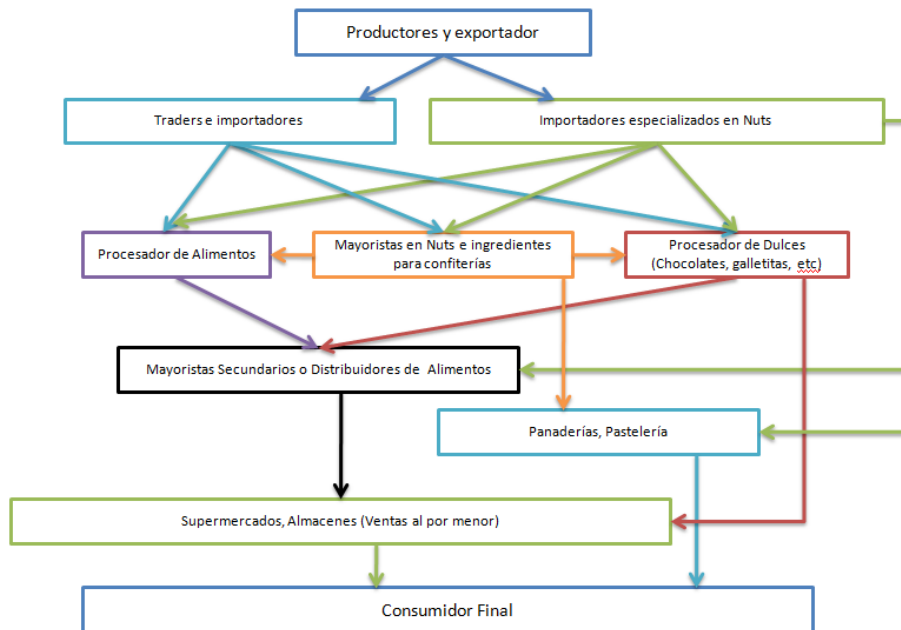 Productores y exportador
Traders e importadores
Importadores especializados en Nuts
Procesador de Alimentos
Mayoristas en Nuts e ingredientes
para confiterías
Procesador de Dulces
(Chocolates, galletitas, etc)
Mayoristas Secundarios o Distribuidores de Alimentos
Panaderías, Pastelería
Supermercados, Almacenes (Ventas al por menor)
Consumidor Final